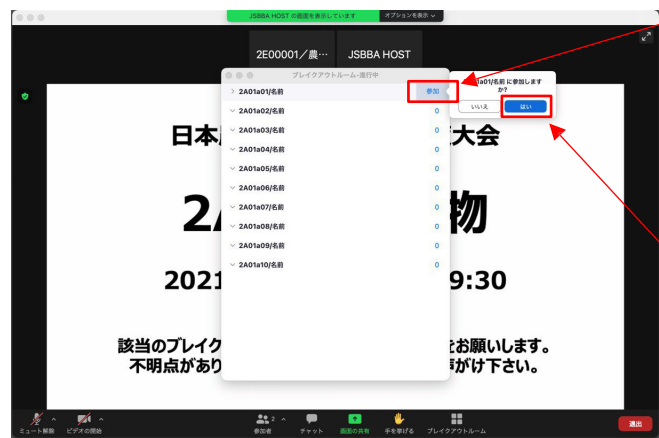 JSBBA HOST の画面を表示しています
オプションを表示
2E00001／農…
JSBBA HOST
ブレイクアウトルーム-進行中
2A01a01/名前
参加
1a01/名前 に参加します
か?
いいえ
はい
2A01a02/名前
0
2A01a03/名前
0
2A01a04/名前
0
2A01a05/名前
0
2A01a06/名前
0
2A01a07/名前
0
2A01a08/名前
0
2A01a09/名前
0
2A01a10/名前
0
日本
大会
2
物
2021
9:30
該当のブレイク
お願いします。
不明点があり
がけ下さい。
ミュート解除
ビデオの開始
2
参加者
チャット
画面の共有
手を挙げる
ブレイクアウトルーム
退出